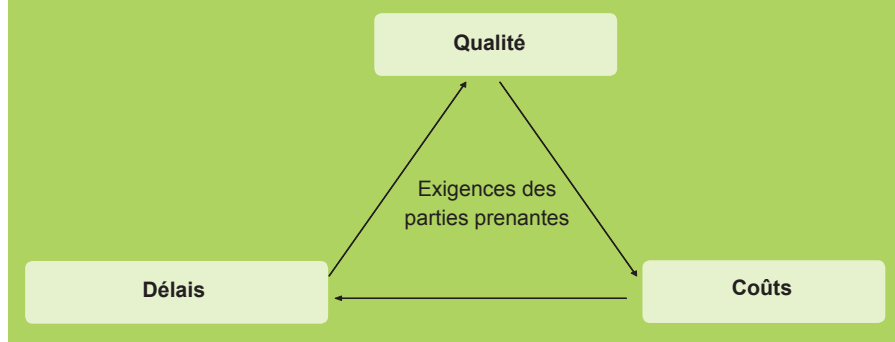 Qualité
Exigences des
parties prenantes
Délais
Coûts